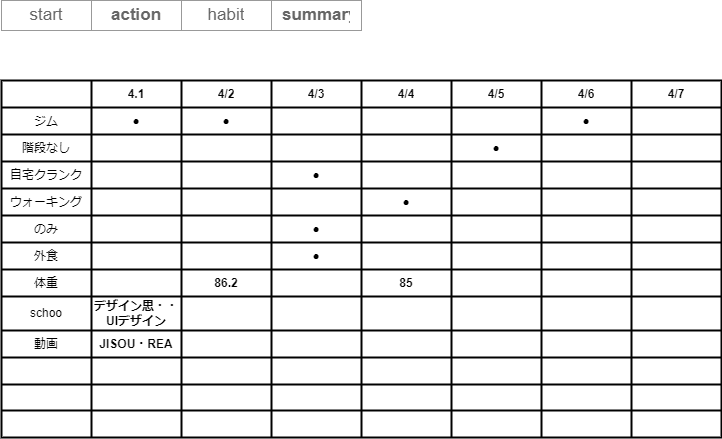 start action habit summary
4.1 4/2 4/3 4/4 4/5 4/6 4/7
ジム ● ● ●
階段なし ●
自宅クランク ●
ウォーキング ●
のみ ●
外食 ●
体重 86.2 85
schoo デザイン思・・
UIデザイン
動画 JISOU・REA